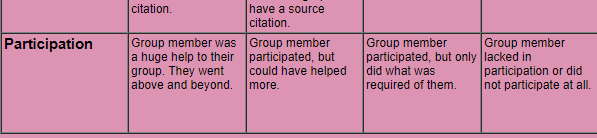 citation.
have a source
citation.
Participation
Group member was
a huge help to their
group. They went
above and beyond.
Group member
participated, but
could have helped
more.
Group member
participated, but only
did what was
required of them.
Group member
lacked in
participation or did
not participate at all.